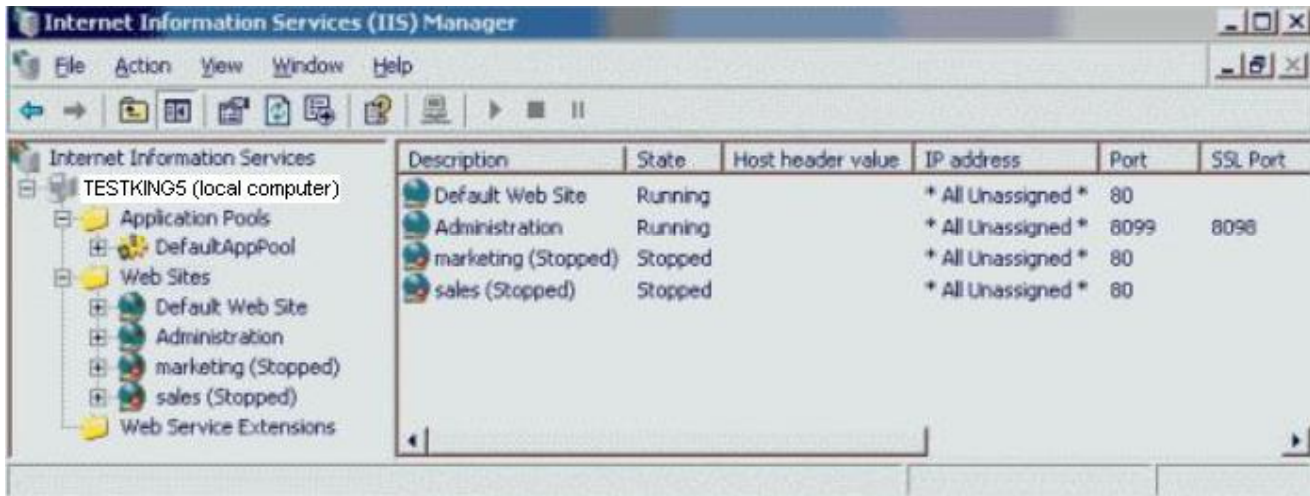 Internet Information Services (IIS) Manager
File Action View Window Help
Internet Information Services
TESTKING5 (local computer)
Application Pools
DefaultAppPool
Web Sites
Default Web Site
Administration
marketing (Stopped)
sales (Stopped)
Web Service Extensions
Description State Host header value IP address Port SSL Port
Default Web Site Running * All Unassigned * 80
Administration Running * All Unassigned * 8099 8098
marketing (Stopped) Stopped * All Unassigned * 80
sales (Stopped) Stopped * All Unassigned * 80